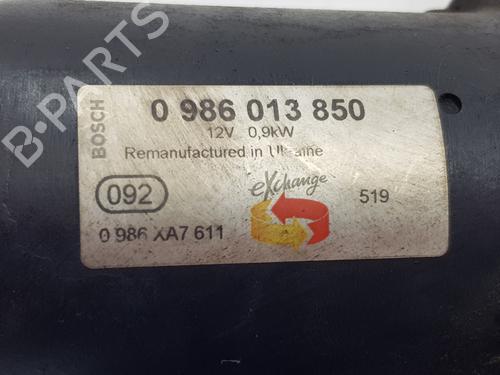 B-PARTS
BOSCH
0 986 013 850
12V 0,9kW
Remanufactured in Ukraine
092
eXchange
519
0 986 XA7 611